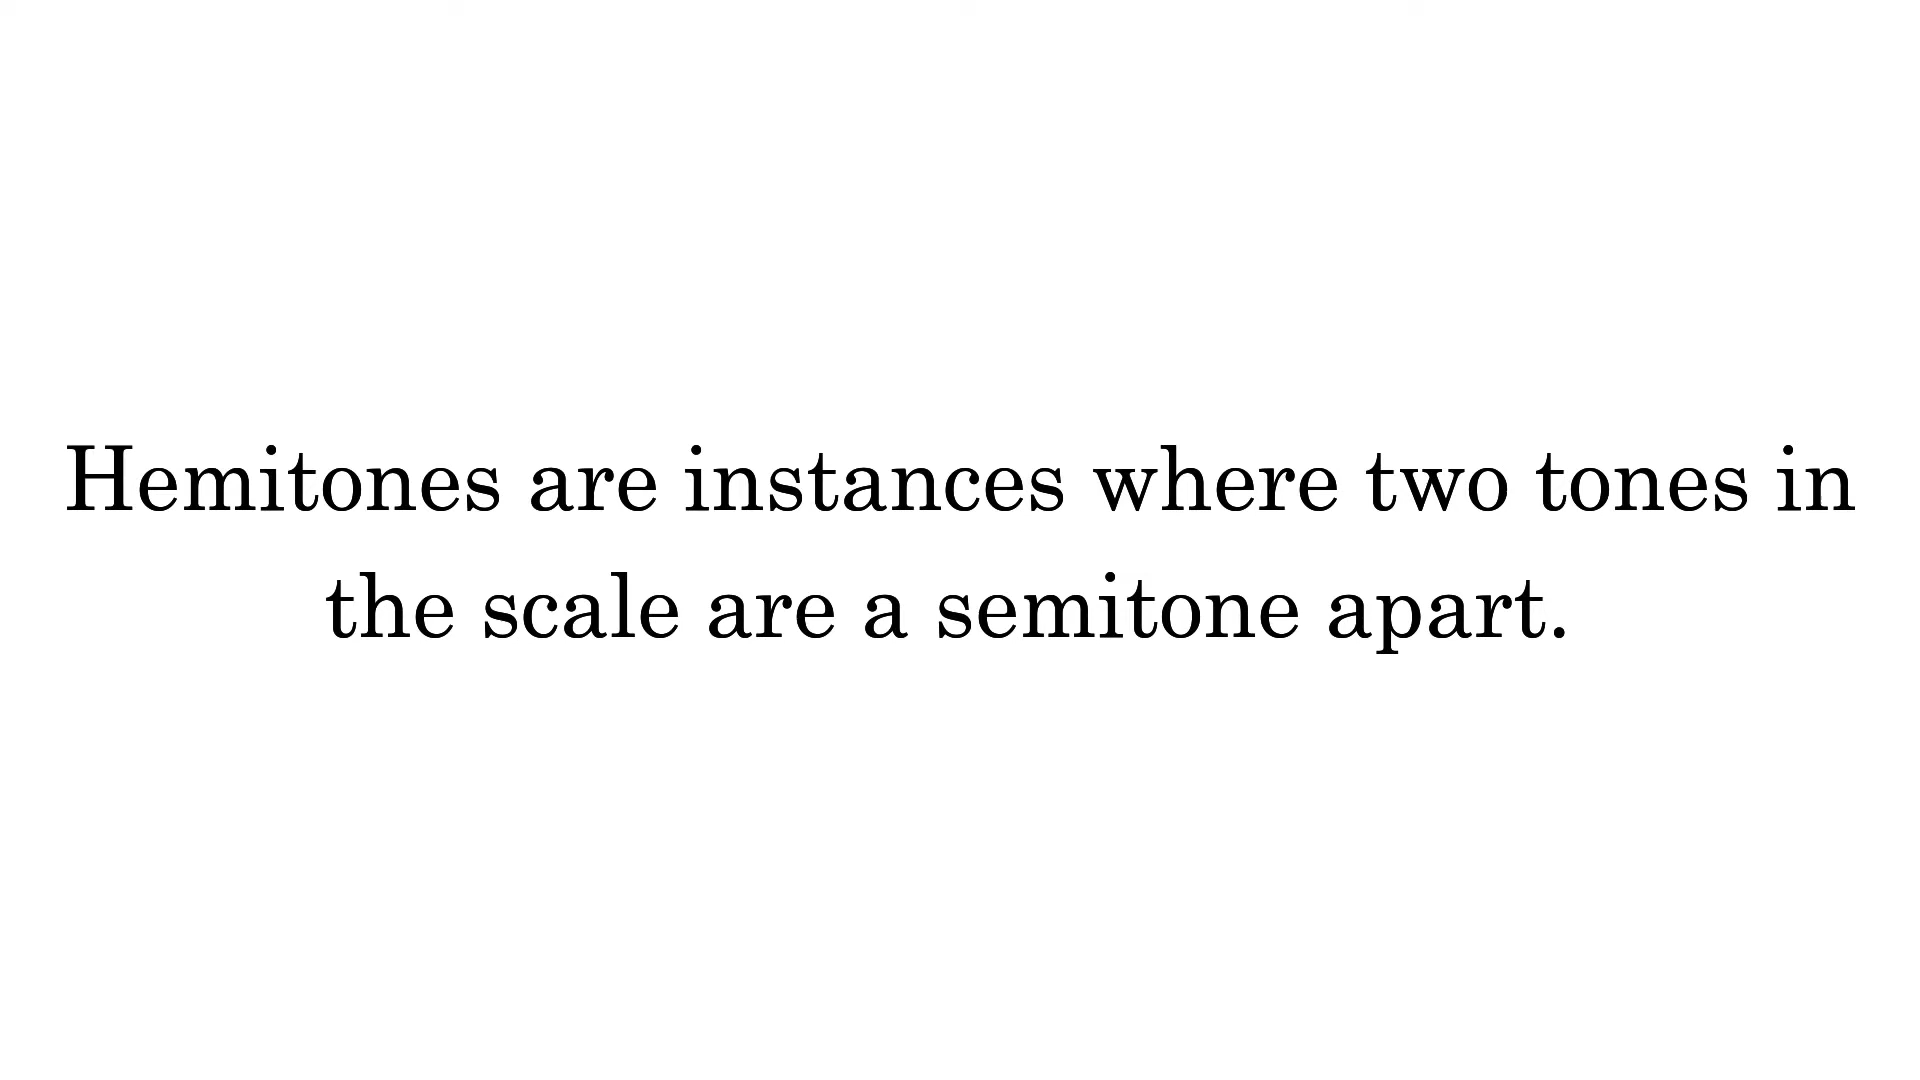 Hemitones are instances where two tones in
the scale are a semitone apart.